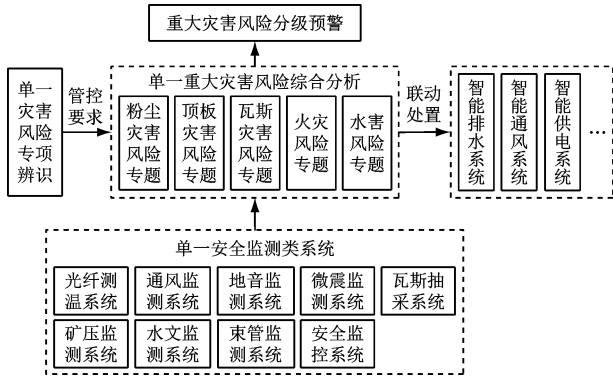 重大灾害风险分级预警
单一
灾害
风险
专项
辨识
管控
要求
单一重大灾害风险综合分析
粉尘
灾害
风险
专题
顶板
灾害
风险
专题
瓦斯
灾害
风险
专题
火灾
风险
专题
水害
风险
专题
联动
处置
智能排水系统
智能通风系统
智能供电系统
…
单一安全监测类系统
光纤测
温系统
通风监
测系统
地音监
测系统
微震监
测系统
瓦斯抽
采系统
矿压监
测系统
水文监
测系统
束管监
测系统
安全监
控系统